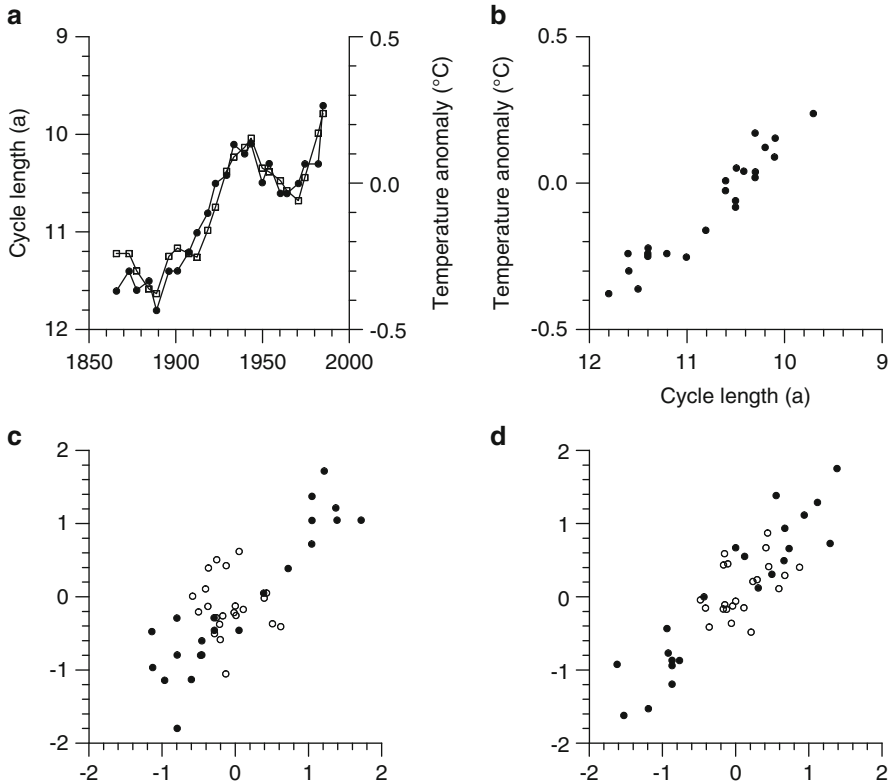 a
9
10
11
12
Cycle length (a)
0.5
0.0
-0.5
Temperature anomaly (°C)
1850 1900 1950 2000
b
0.5
0.0
-0.5
Temperature anomaly (°C)
12 11 10 9
Cycle length (a)
c
2
1
0
-1
-2
-2 -1 0 1 2
d
2
1
0
-1
-2
-2 -1 0 1 2